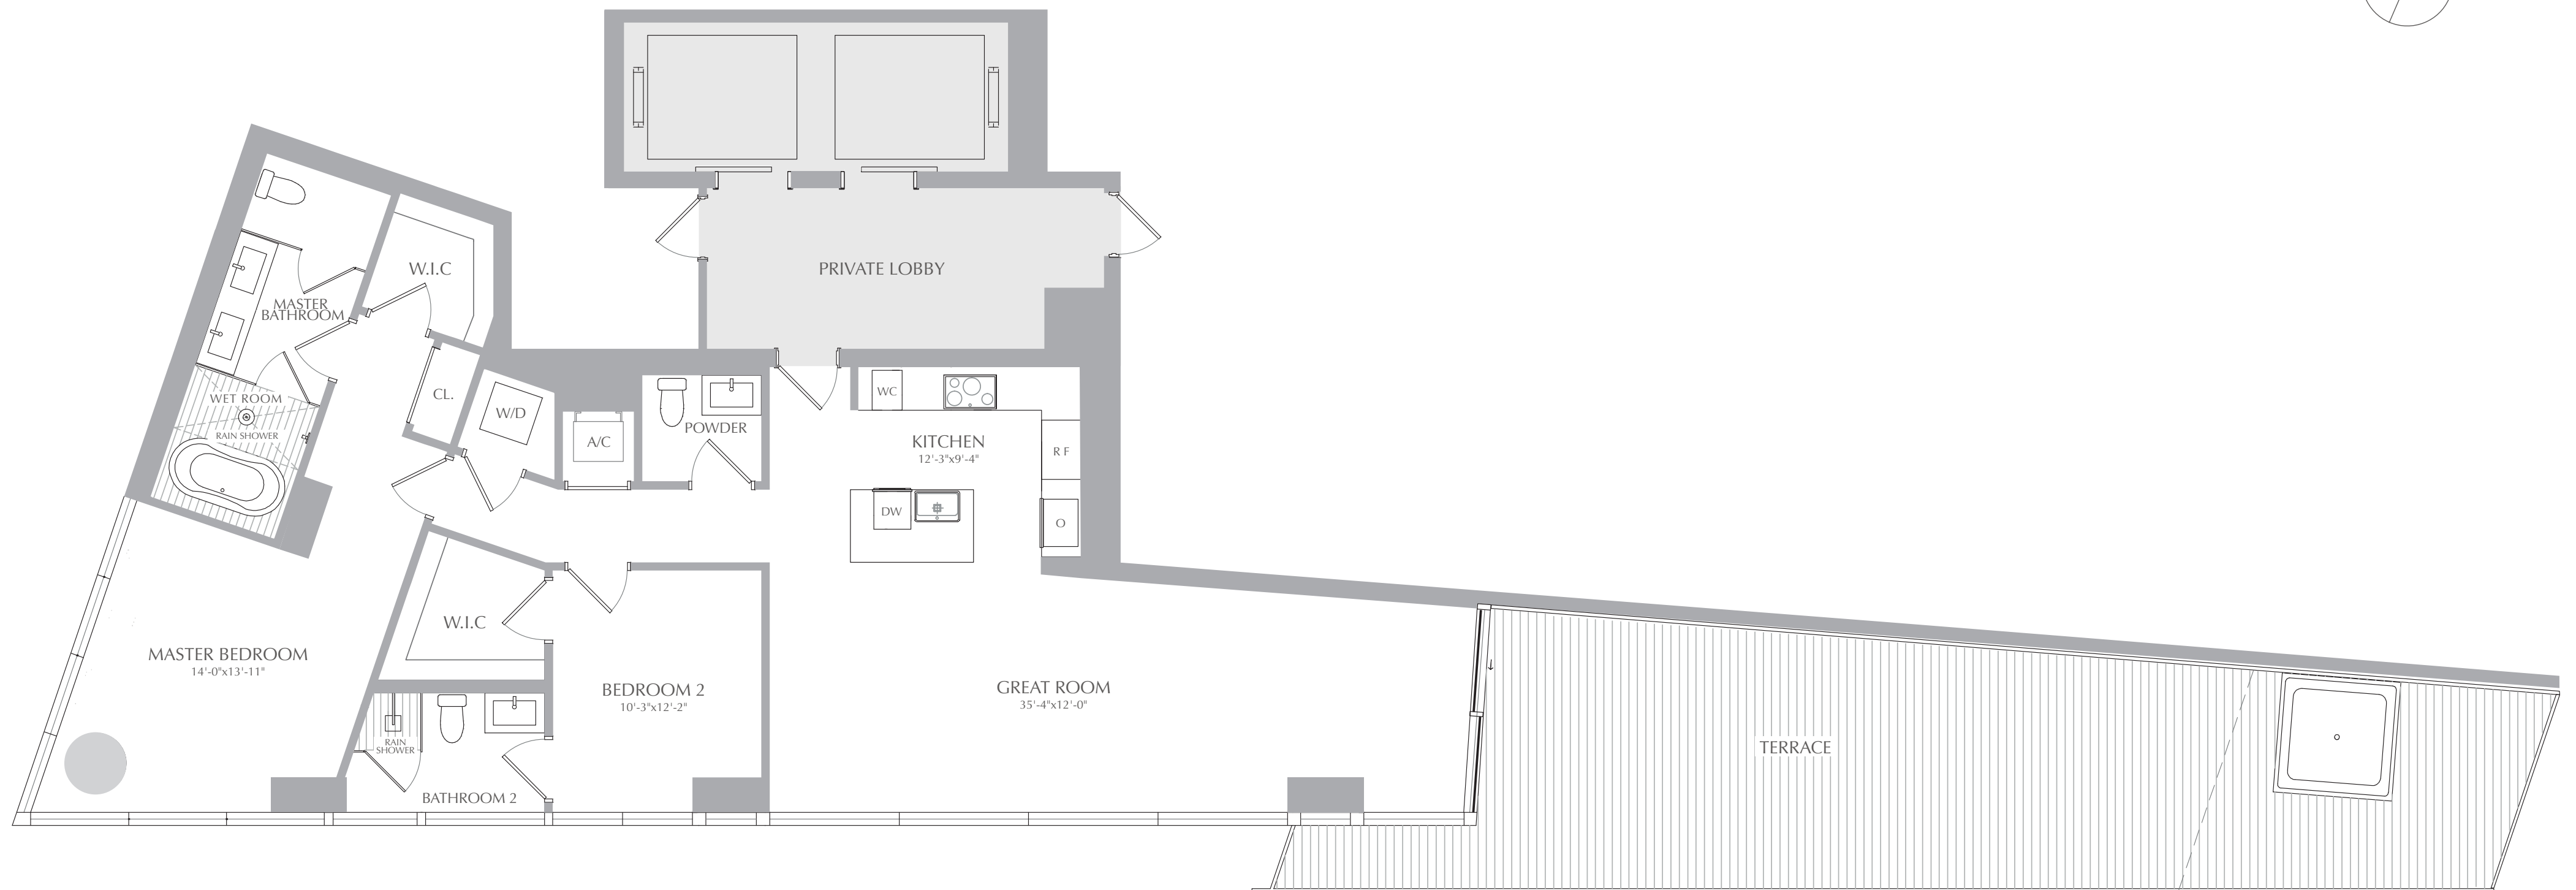 PRIVATE LOBBY
W.I.C
MASTER
BATHROOM
WET ROOM
RAIN SHOWER
CL.
W/D
A/C
POWDER
WC
KITCHEN
12'-3"x9'-4"
R F
DW
O
W.I.C
MASTER BEDROOM
14'-0"x13'-11"
BEDROOM 2
10'-3"x12'-2"
GREAT ROOM
35'-4"x12'-0"
RAIN
SHOWER
BATHROOM 2
TERRACE